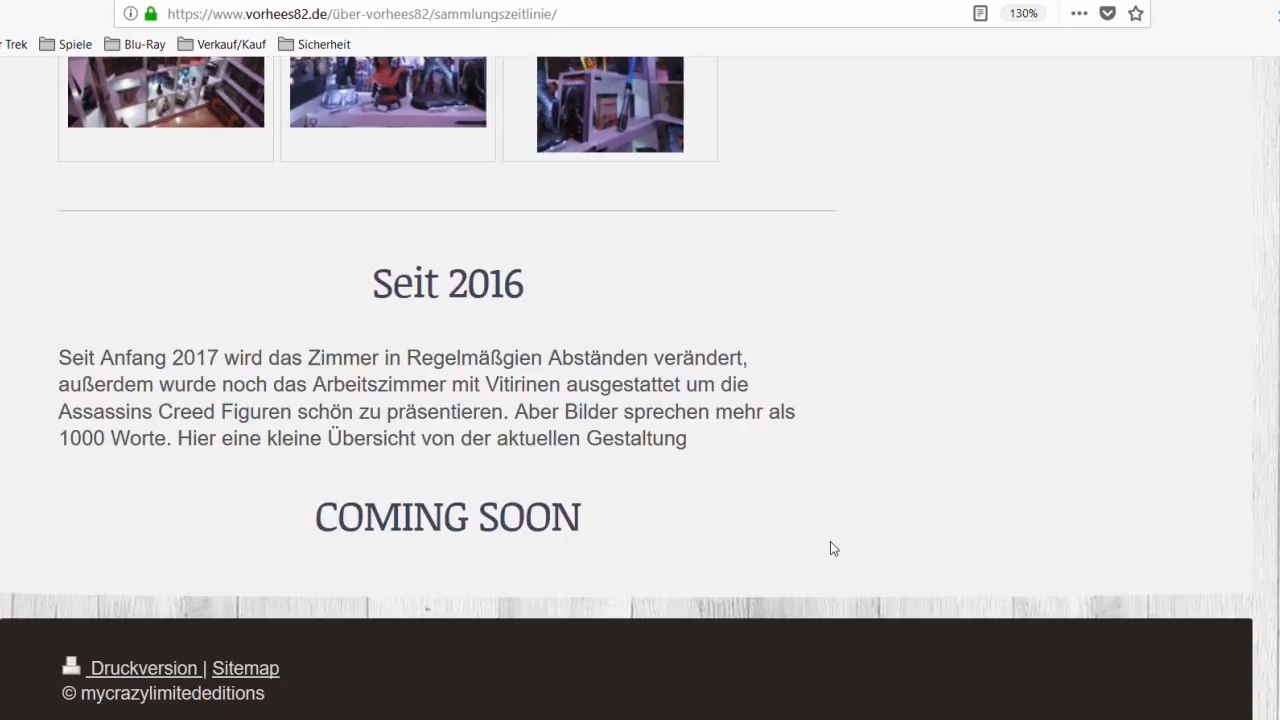 https://www.vorhees82.de/über-vorhees82/sammlungszeitlinie/
130%
Trek Spiele Blu-Ray Verkauf/Kauf Sicherheit
Seit 2016
Seit Anfang 2017 wird das Zimmer in Regelmäßgien Abständen verändert,
außerdem wurde noch das Arbeitszimmer mit Vitirinen ausgestattet um die
Assassins Creed Figuren schön zu präsentieren. Aber Bilder sprechen mehr als
1000 Worte. Hier eine kleine Übersicht von der aktuellen Gestaltung
COMING SOON
Druckversion | Sitemap
© mycrazylimitededitions